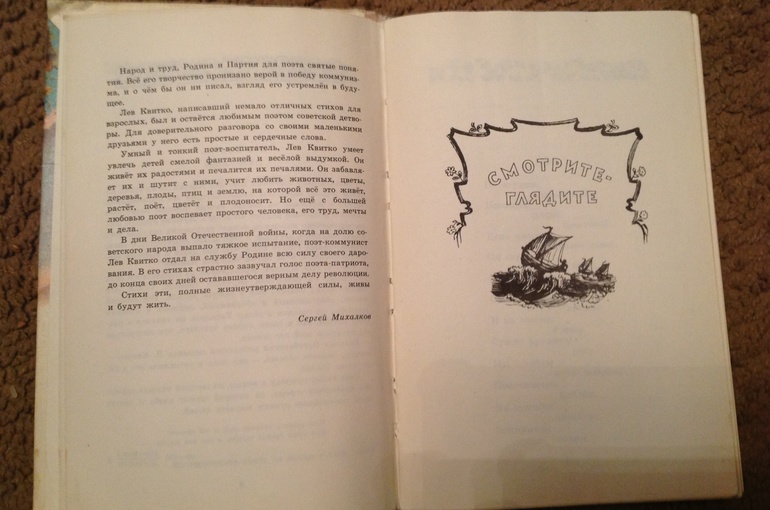 Народ и труд, Родина и Партия для поэта святые поня-
тия. Всё его творчество пронизано верой в победу коммуниз-
ма, и о чём бы он ни писал, взгляд его устремлён в буду-
щее.
Лев Квитко, написавший немало отличных стихов для
взрослых, был и остаётся любимым поэтом советской детво-
ры. Для доверительного разговора со своими маленькими
друзьями у него есть простые и сердечные слова.
Умный и тонкий поэт-воспитатель, Лев Квитко умеет
увлечь детей смелой фантазией и весёлой выдумкой. Он
живёт их радостями и печалится их печалями. Он забавля-
ет их и шутит с ними, учит любить животных, цветы,
деревья, плоды, птиц и землю, на которой всё это живёт,
растёт, поёт, цветёт и плодоносит. Но ещё с большей
любовью поэт воспевает простого человека, его труд, мечты
и дела.
В дни Великой Отечественной войны, когда на долю со-
ветского народа выпало тяжкое испытание, поэт-коммунист
Лев Квитко отдал на службу Родине всю силу своего даро-
вания. В его стихах страстно зазвучал голос поэта-патриота,
до конца своих дней остававшегося верным делу революции.
Стихи эти, полные жизнеутверждающей силы, живы
и будут жить.
Сергей Михалков
СМОТРИТЕ-
ГЛЯДИТЕ